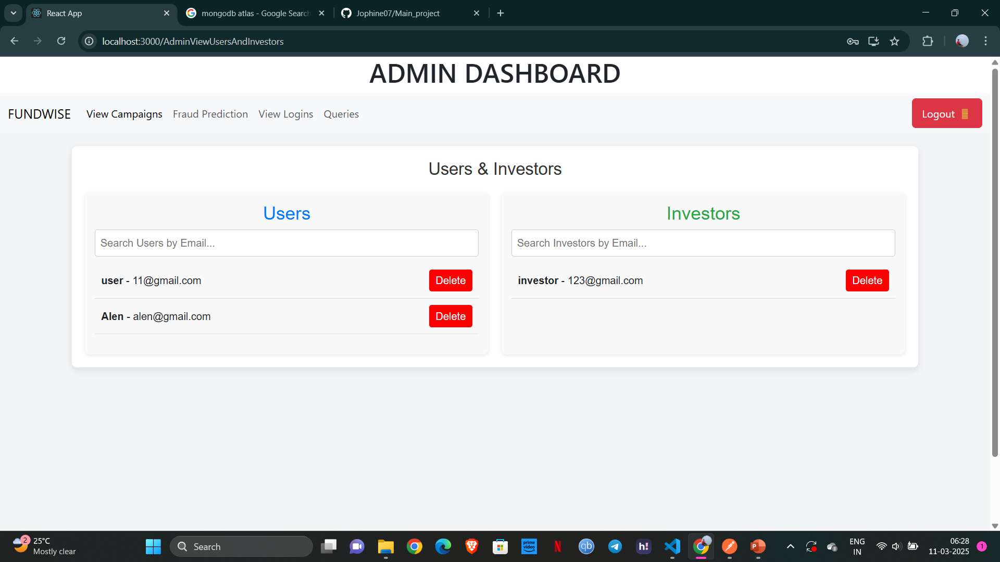 React App
mongodb atlas - Google Search
Jophine07/Main_project
localhost:3000/AdminViewUsersAndInvestors
ADMIN DASHBOARD
FUNDWISE View Campaigns Fraud Prediction View Logins Queries Logout
Users & Investors
Users
Search Users by Email...
user - 11@gmail.com Delete
Alen - alen@gmail.com Delete
Investors
Search Investors by Email...
investor - 123@gmail.com Delete
2
25°C
Mostly clear
Search
prime video
N
qb
h!
P
ENG
IN
06:28
11-03-2025
1